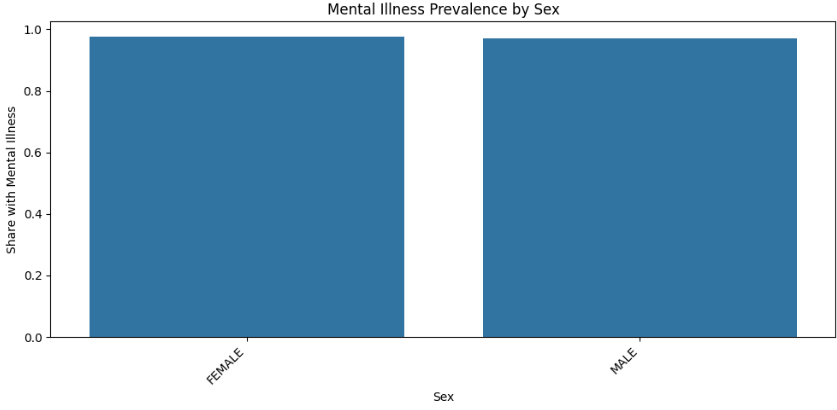 Mental Illness Prevalence by Sex
Share with Mental Illness
1.0
0.8
0.6
0.4
0.2
0.0
FEMALE
MALE
Sex